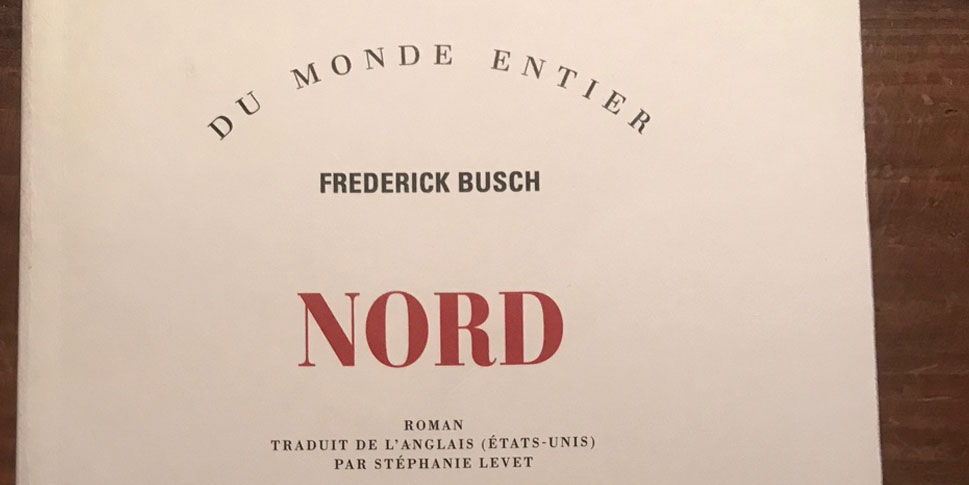 DU MONDE ENTIER
FREDERICK BUSCH
NORD
ROMAN
TRADUIT DE L'ANGLAIS (ÉTATS-UNIS)
PAR STÉPHANIE LEVET